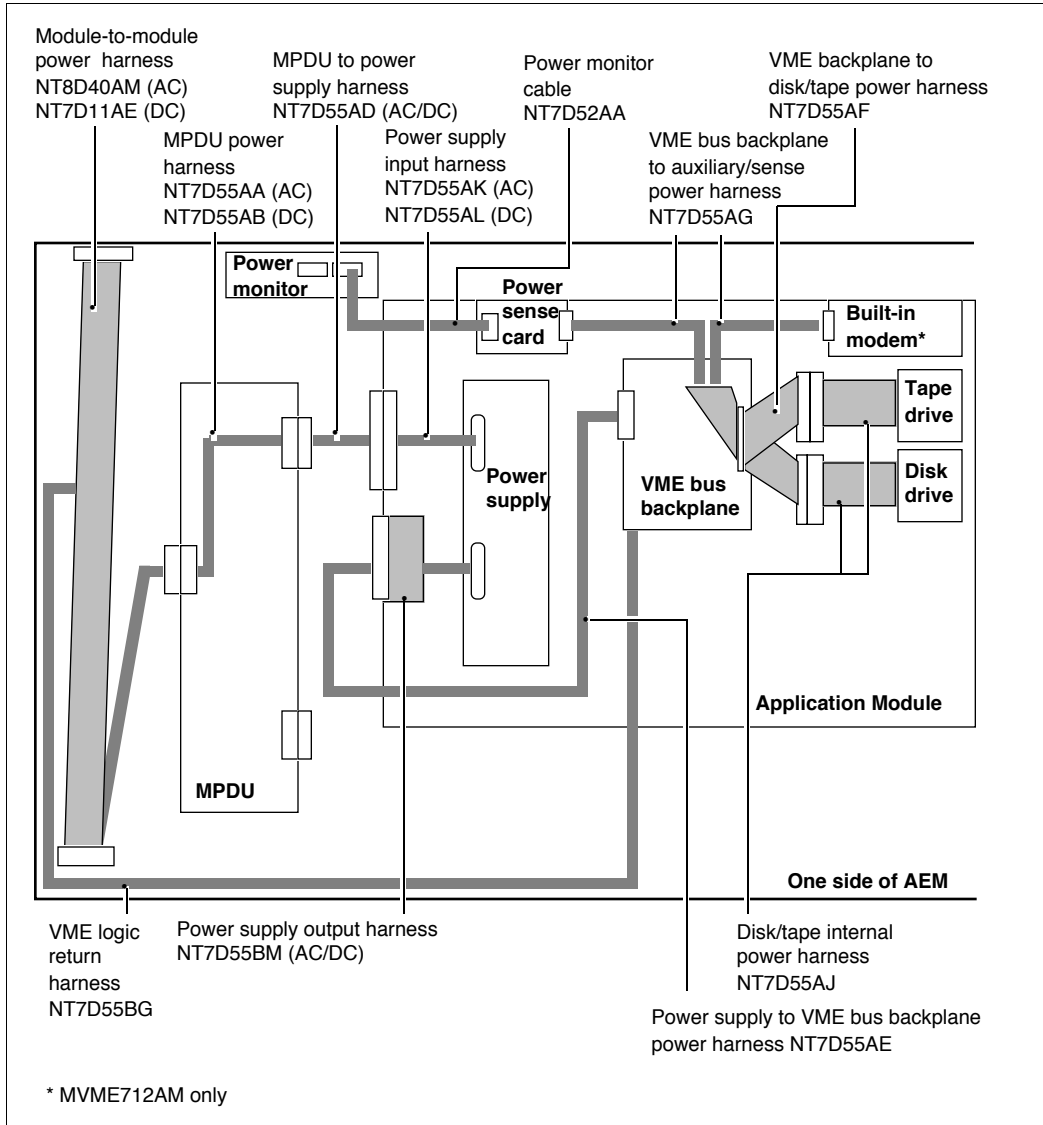 Module-to-module
power harness
NT8D40AM (AC)
NT7D11AE (DC)
MPDU to power
supply harness
NT7D55AD (AC/DC)
Power monitor
cable
NT7D52AA
VME backplane to
disk/tape power harness
NT7D55AF
MPDU power
harness
NT7D55AA (AC)
NT7D55AB (DC)
Power supply
input harness
NT7D55AK (AC)
NT7D55AL (DC)
VME bus backplane
to auxiliary/sense
power harness
NT7D55AG
Power
monitor
Power
sense
card
Built-in
modem*
Tape
drive
Disk
drive
Power
supply
VME bus
backplane
Application Module
MPDU
One side of AEM
VME logic
return
harness
NT7D55BG
Power supply output harness
NT7D55BM (AC/DC)
Disk/tape internal
power harness
NT7D55AJ
Power supply to VME bus backplane
power harness NT7D55AE
* MVME712AM only